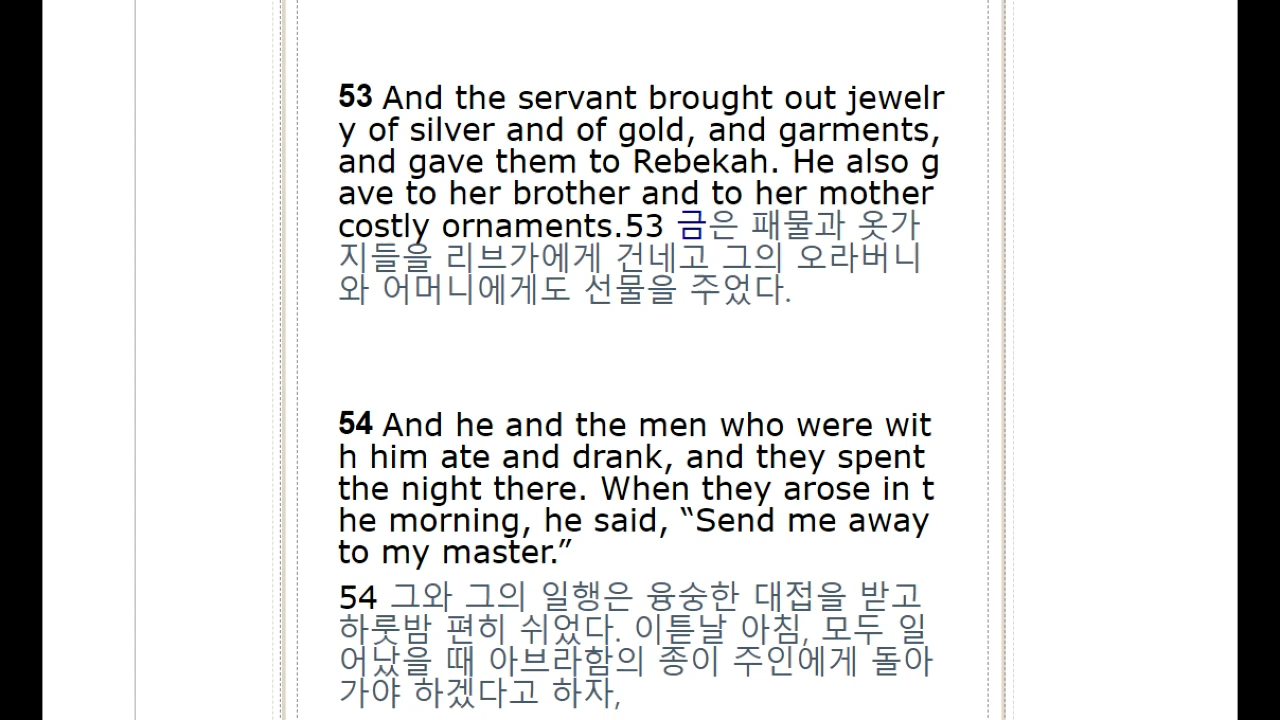 53 And the servant brought out jewelr
y of silver and of gold, and garments,
and gave them to Rebekah. He also g
ave to her brother and to her mother
costly ornaments.53 금은 패물과 옷가
지들을 리브가에게 건네고 그의 오라버니
와 어머니에게도 선물을 주었다.
54 And he and the men who were wit
h him ate and drank, and they spent
the night there. When they arose in t
he morning, he said, “Send me away
to my master.”
54 그와 그의 일행은 융숭한 대접을 받고
하룻밤 편히 쉬었다. 이튿날 아침, 모두 일
어났을 때 아브라함의 종이 주인에게 돌아
가야 하겠다고 하자,